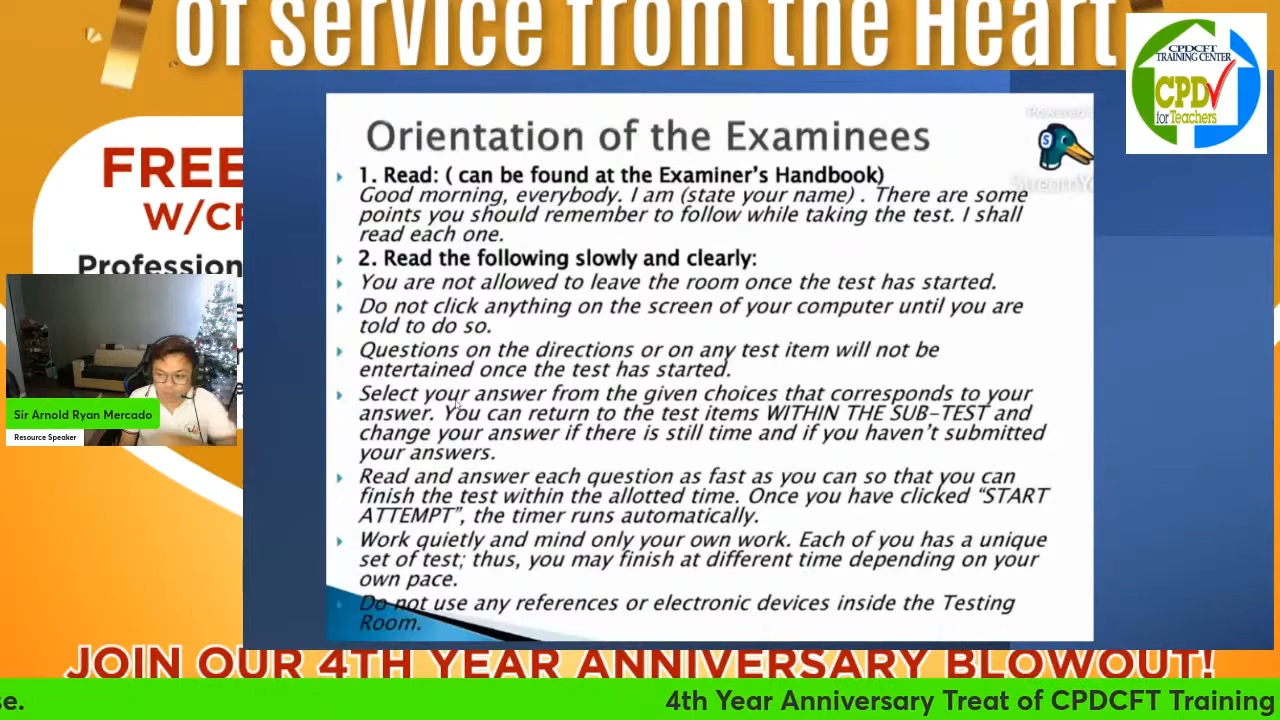 of service from the Heart
CPDCFT
TRAINING CENTER
CPD
for Teachers
FREE
W/CP
Profession
Orientation of the Examinees
Powered
1. Read: ( can be found at the Examiner's Handbook)
Good morning, everybody. I am (state your name) . There are some
points you should remember to follow while taking the test. I shall
read each one.
2. Read the following slowly and clearly:
You are not allowed to leave the room once the test has started.
Do not click anything on the screen of your computer until you are
told to do so.
Questions on the directions or on any test item will not be
entertained once the test has started.
Select your answer from the given choices that corresponds to your
answer. You can return to the test items WITHIN THE SUB-TEST and
change your answer if there is still time and if you haven't submitted
your answers.
Read and answer each question as fast as you can so that you can
finish the test within the allotted time. Once you have clicked "START
ATTEMPT", the timer runs automatically.
Work quietly and mind only your own work. Each of you has a unique
set of test; thus, you may finish at different time depending on your
own pace.
Do not use any references or electronic devices inside the Testing
Room.
Sir Arnold Ryan Mercado
Resource Speaker
JOIN OUR 4TH YEAR ANNIVERSARY BLOWOUT!
se.
4th Year Anniversary Treat of CPDCFT Training